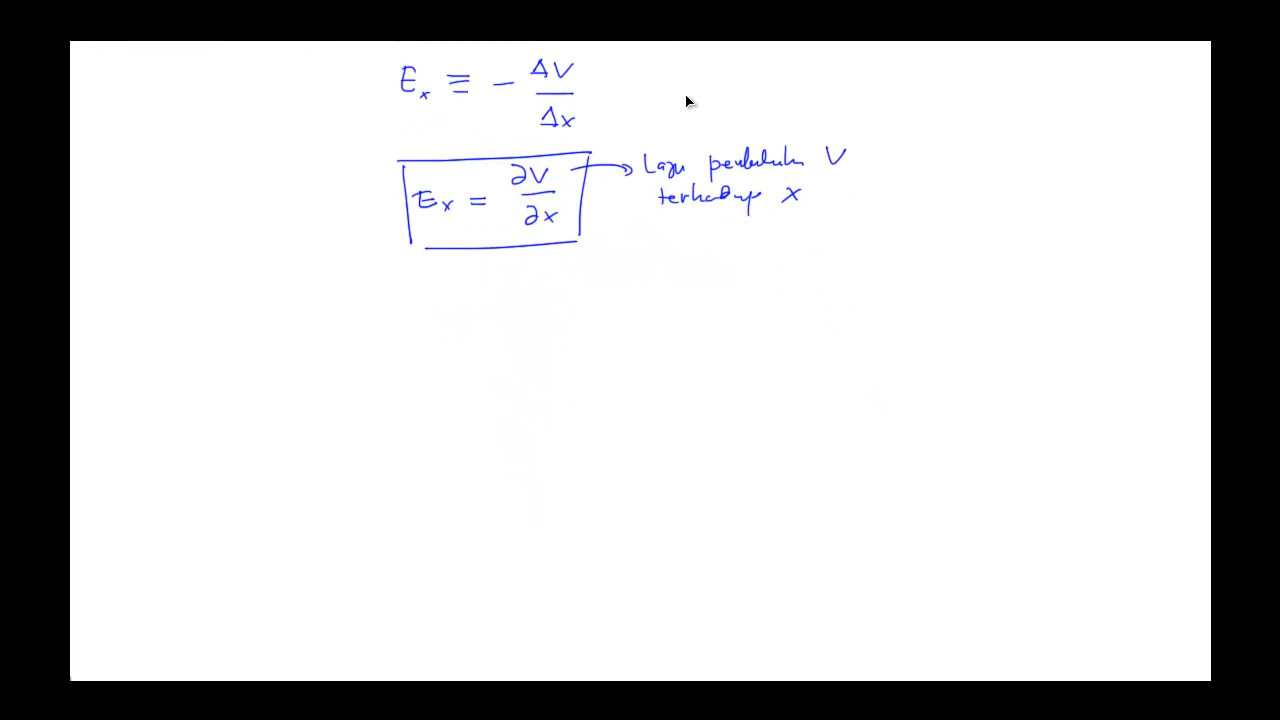 Eₓ ≡ - ΔV/Δx
Eₓ = ∂V/∂x → Laju perubahan V
terhadap x